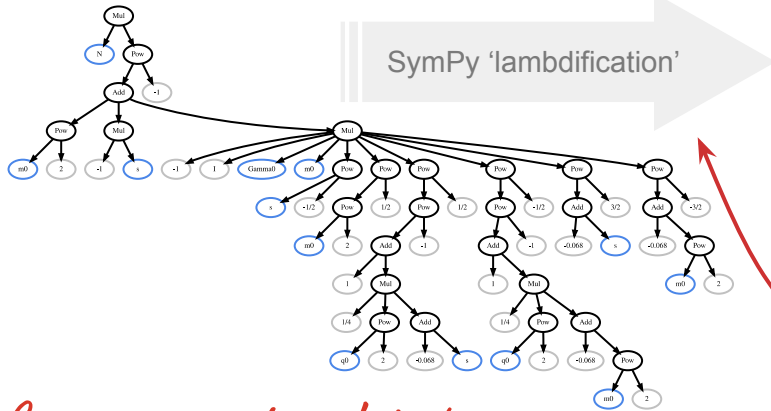 Mul
N Pow
SymPy ‘lambdification’
Add -1
Pow Mul Mul
m0 2 -1 s -1 1 Gamma0 m0 Pow Pow Pow Pow Pow Pow
s -1/2 Pow 1/2 Pow 1/2 Pow -1/2 Add 3/2 Add -3/2
m0 2 Add -1 Add -1 -0.068 s -0.068 Pow
1 Mul 1 Mul m0 2
1/4 Pow Add 1/4 Pow Add
q0 2 -0.068 s q0 2 -0.068 Pow
m0 2